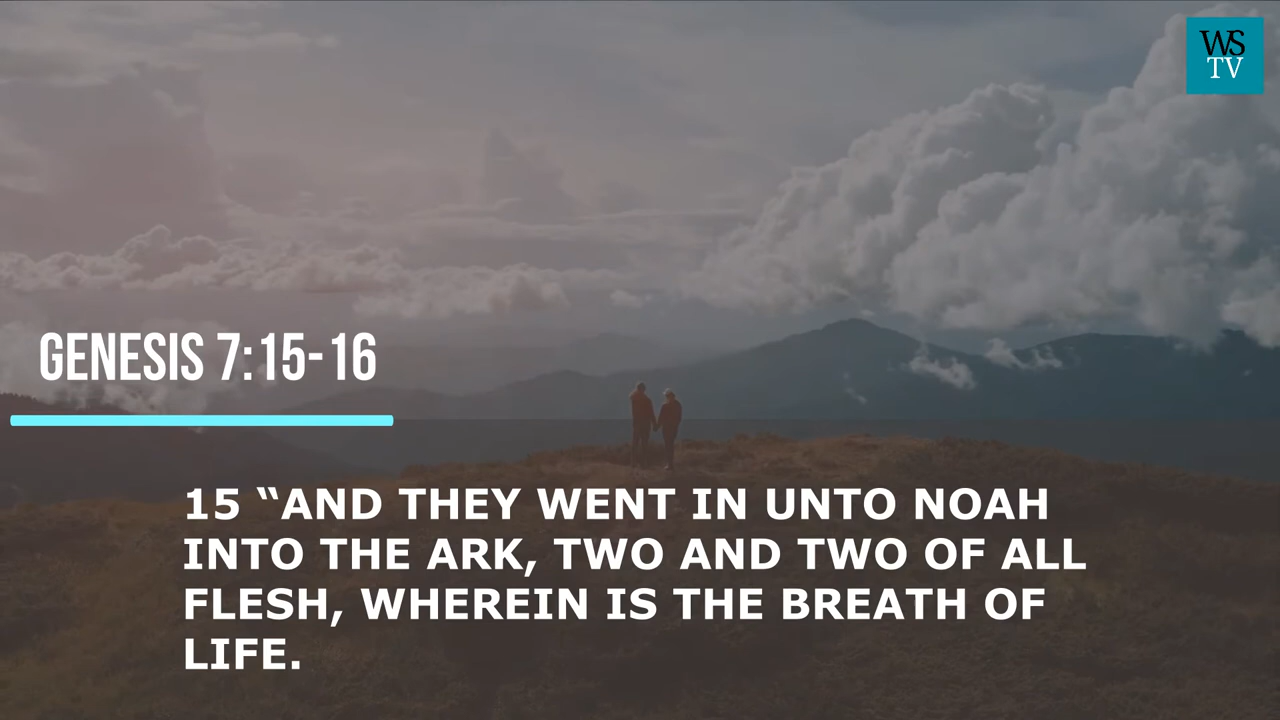 WS
TV
GENESIS 7:15-16
15 “AND THEY WENT IN UNTO NOAH
INTO THE ARK, TWO AND TWO OF ALL
FLESH, WHEREIN IS THE BREATH OF
LIFE.